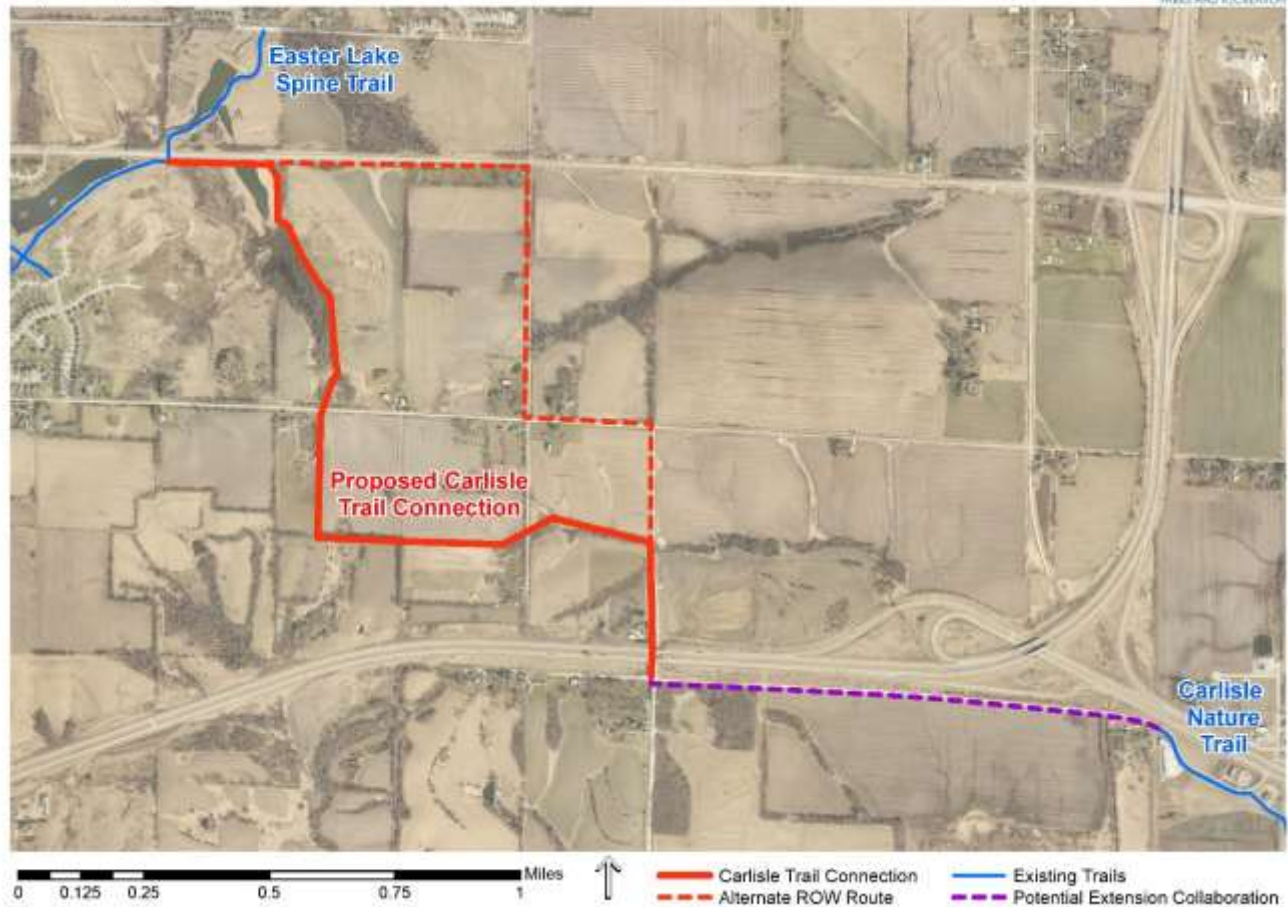 Easter Lake
Spine Trail
Proposed Carlisle
Trail Connection
Carlisle
Nature
Trail
0 0.125 0.25 0.5 0.75 1 Miles
Carlisle Trail Connection
Alternate ROW Route
Existing Trails
Potential Extension Collaboration